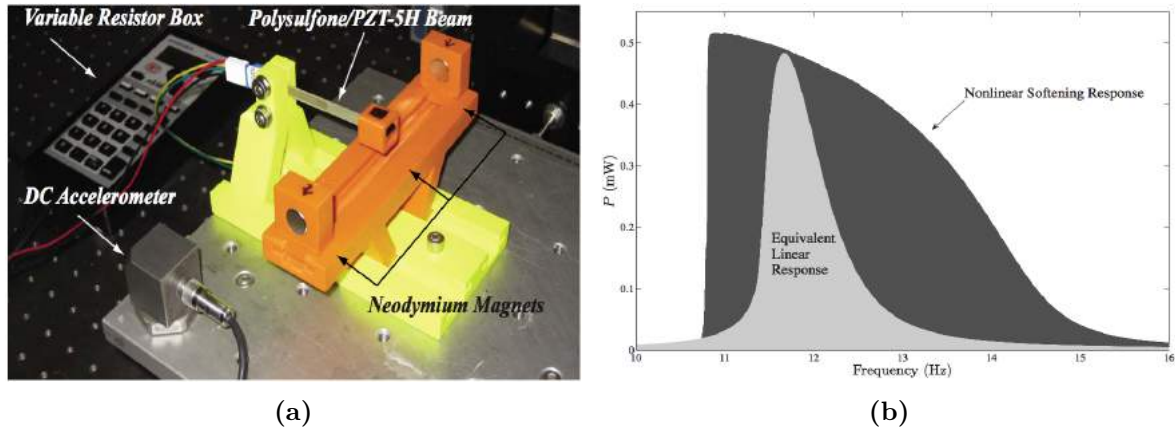 Variable Resistor Box
Polysulfone/PZT-5H Beam
DC Accelerometer
Neodymium Magnets
(a)
P (mW)
0.5
0.4
0.3
0.2
0.1
0
10
11
12
13
14
15
16
Frequency (Hz)
Nonlinear Softening Response
Equivalent
Linear
Response
(b)